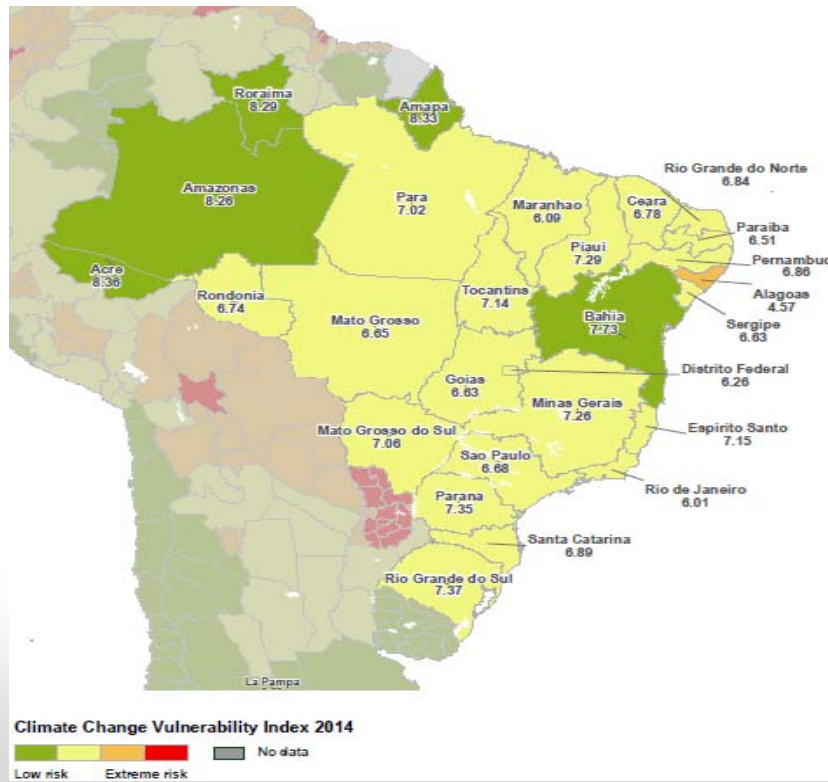 Roraima
8.29
Amapa
8.33
Amazonas
8.26
Para
7.02
Maranhao
6.09
Ceara
6.78
Rio Grande do Norte
6.84
Paraiba
6.51
Pernambuc
6.86
Alagoas
4.57
Sergipe
6.63
Piaui
7.29
Acre
8.36
Rondonia
6.74
Tocantins
7.14
Bahia
7.73
Mato Grosso
6.65
Distrito Federal
6.26
Goias
6.63
Minas Gerais
7.26
Espirito Santo
7.15
Mato Grosso do Sul
7.06
Sao Paulo
6.68
Rio de Janeiro
6.01
Parana
7.35
Santa Catarina
6.89
Rio Grande do Sul
7.37
La Pampa
Climate Change Vulnerability Index 2014
No data
Low risk Extreme risk